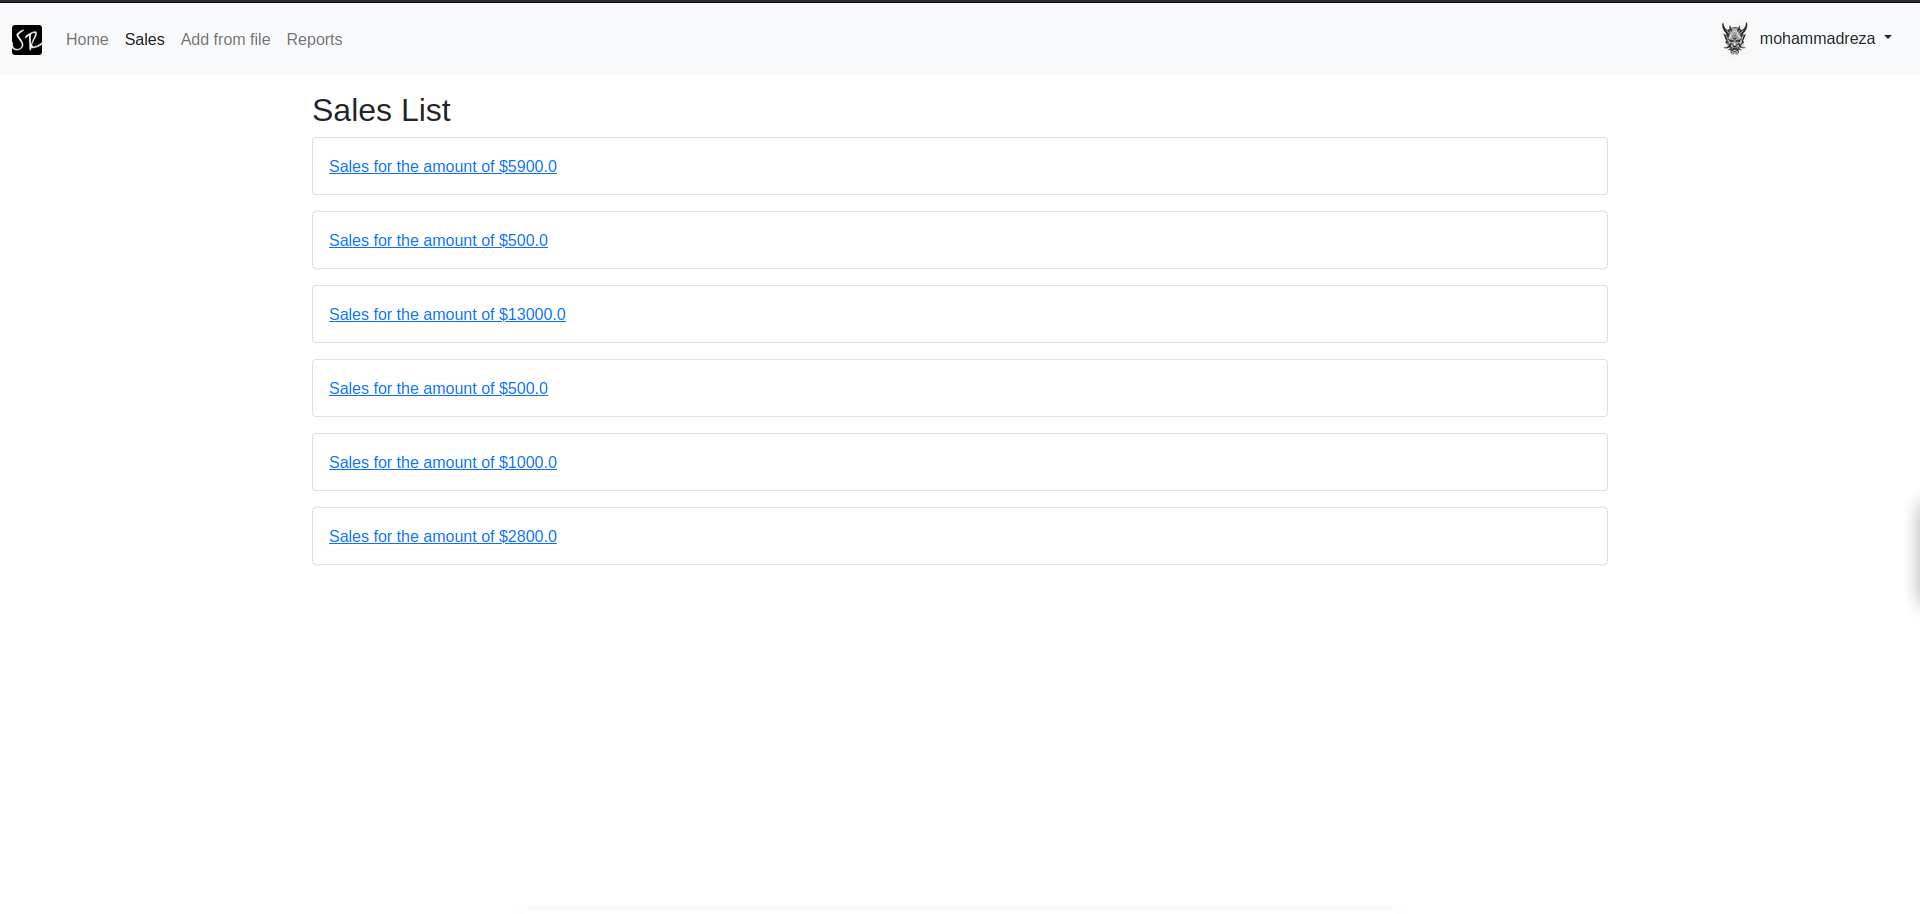 SR
Home Sales Add from file Reports
mohammadreza
Sales List
Sales for the amount of $5900.0
Sales for the amount of $500.0
Sales for the amount of $13000.0
Sales for the amount of $500.0
Sales for the amount of $1000.0
Sales for the amount of $2800.0